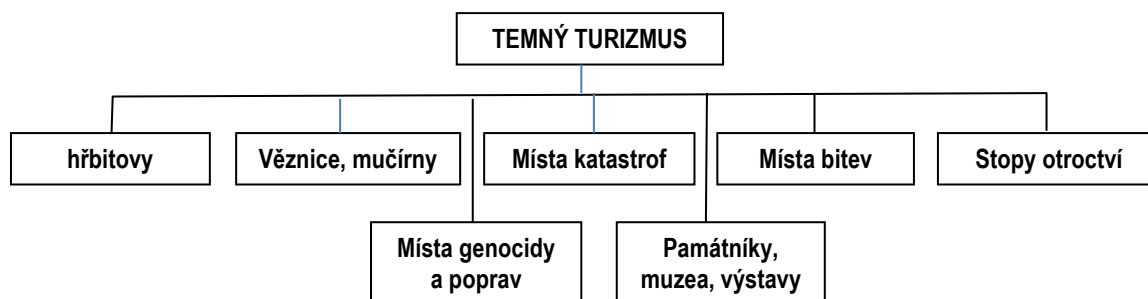 TEMNÝ TURIZMUS
hřbitovy
Věznice, mučírny
Místa katastrof
Místa bitev
Stopy otroctví
Místa genocidy
a poprav
Památníky,
muzea, výstavy